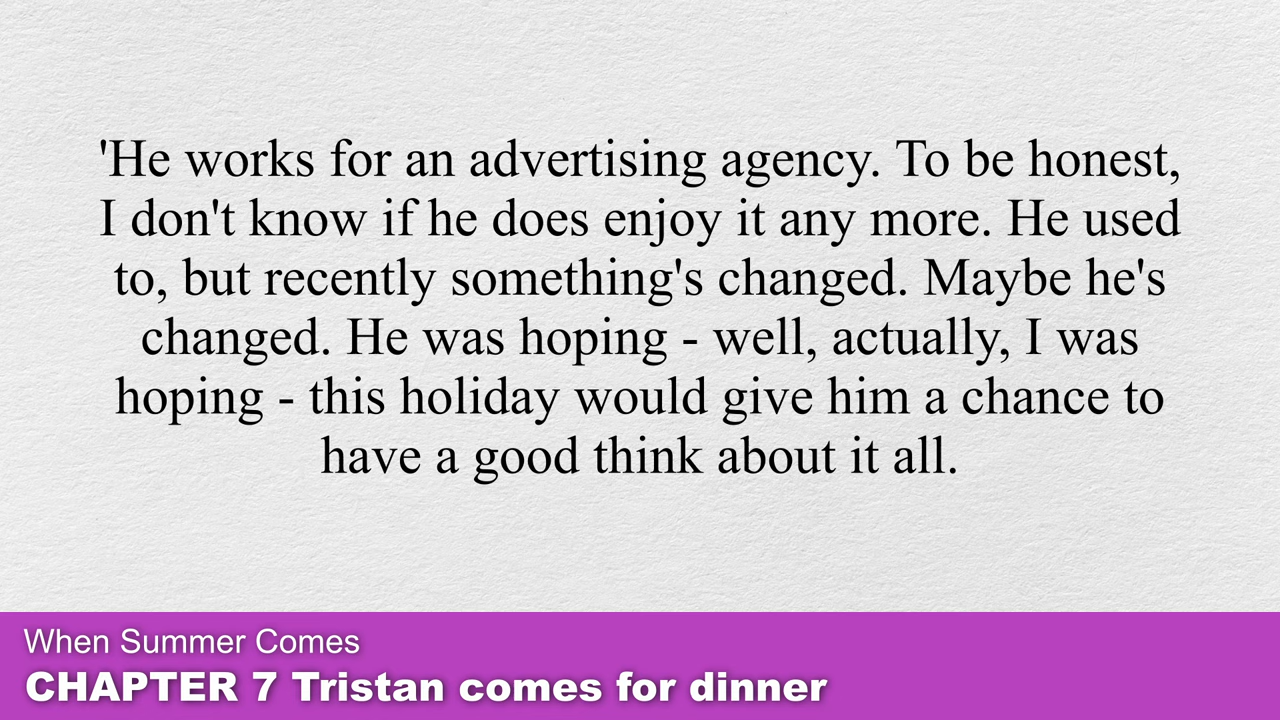 'He works for an advertising agency. To be honest,
I don't know if he does enjoy it any more. He used
to, but recently something's changed. Maybe he's
changed. He was hoping - well, actually, I was
hoping - this holiday would give him a chance to
have a good think about it all.
When Summer Comes
CHAPTER 7 Tristan comes for dinner